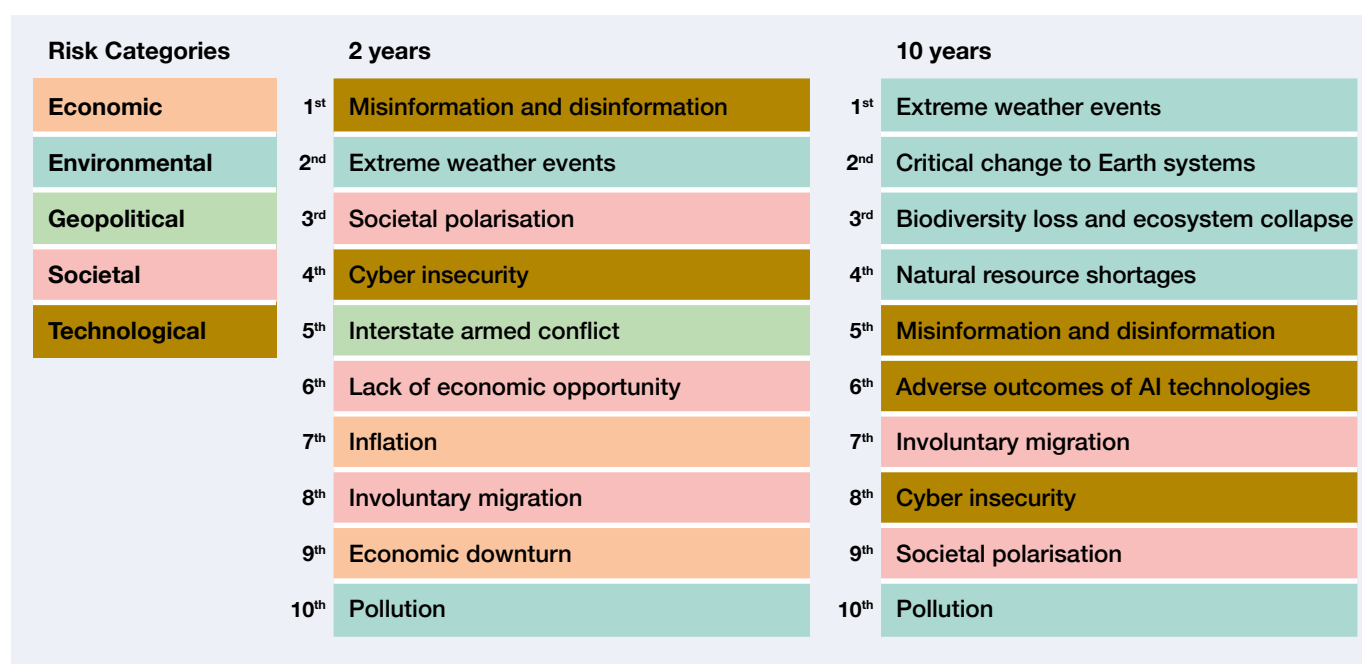 Risk Categories 2 years 10 years
Economic 1st Misinformation and disinformation 1st Extreme weather events
Environmental 2nd Extreme weather events 2nd Critical change to Earth systems
Geopolitical 3rd Societal polarisation 3rd Biodiversity loss and ecosystem collapse
Societal 4th Cyber insecurity 4th Natural resource shortages
Technological 5th Interstate armed conflict 5th Misinformation and disinformation
6th Lack of economic opportunity 6th Adverse outcomes of AI technologies
7th Inflation 7th Involuntary migration
8th Involuntary migration 8th Cyber insecurity
9th Economic downturn 9th Societal polarisation
10th Pollution 10th Pollution